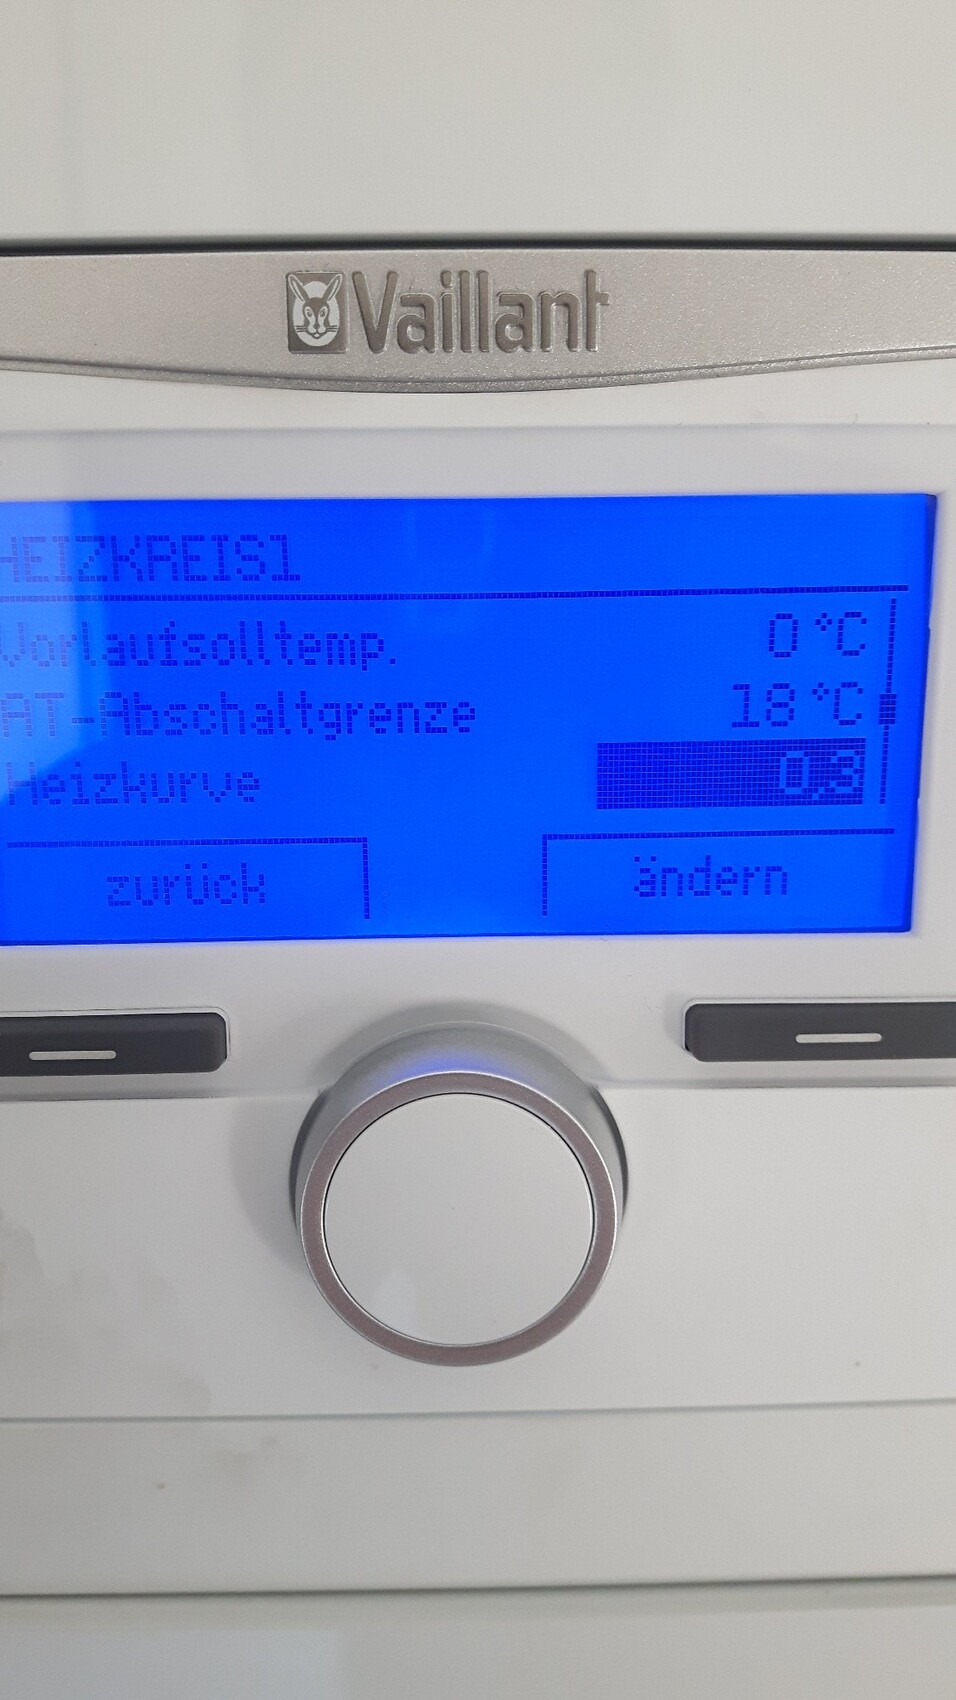 Vaillant
HEIZKREIS1
Vorlaufsolltemp. 0°C
AT-Abschaltgrenze 18°C
Heizkurve 0,3
zurück ändern